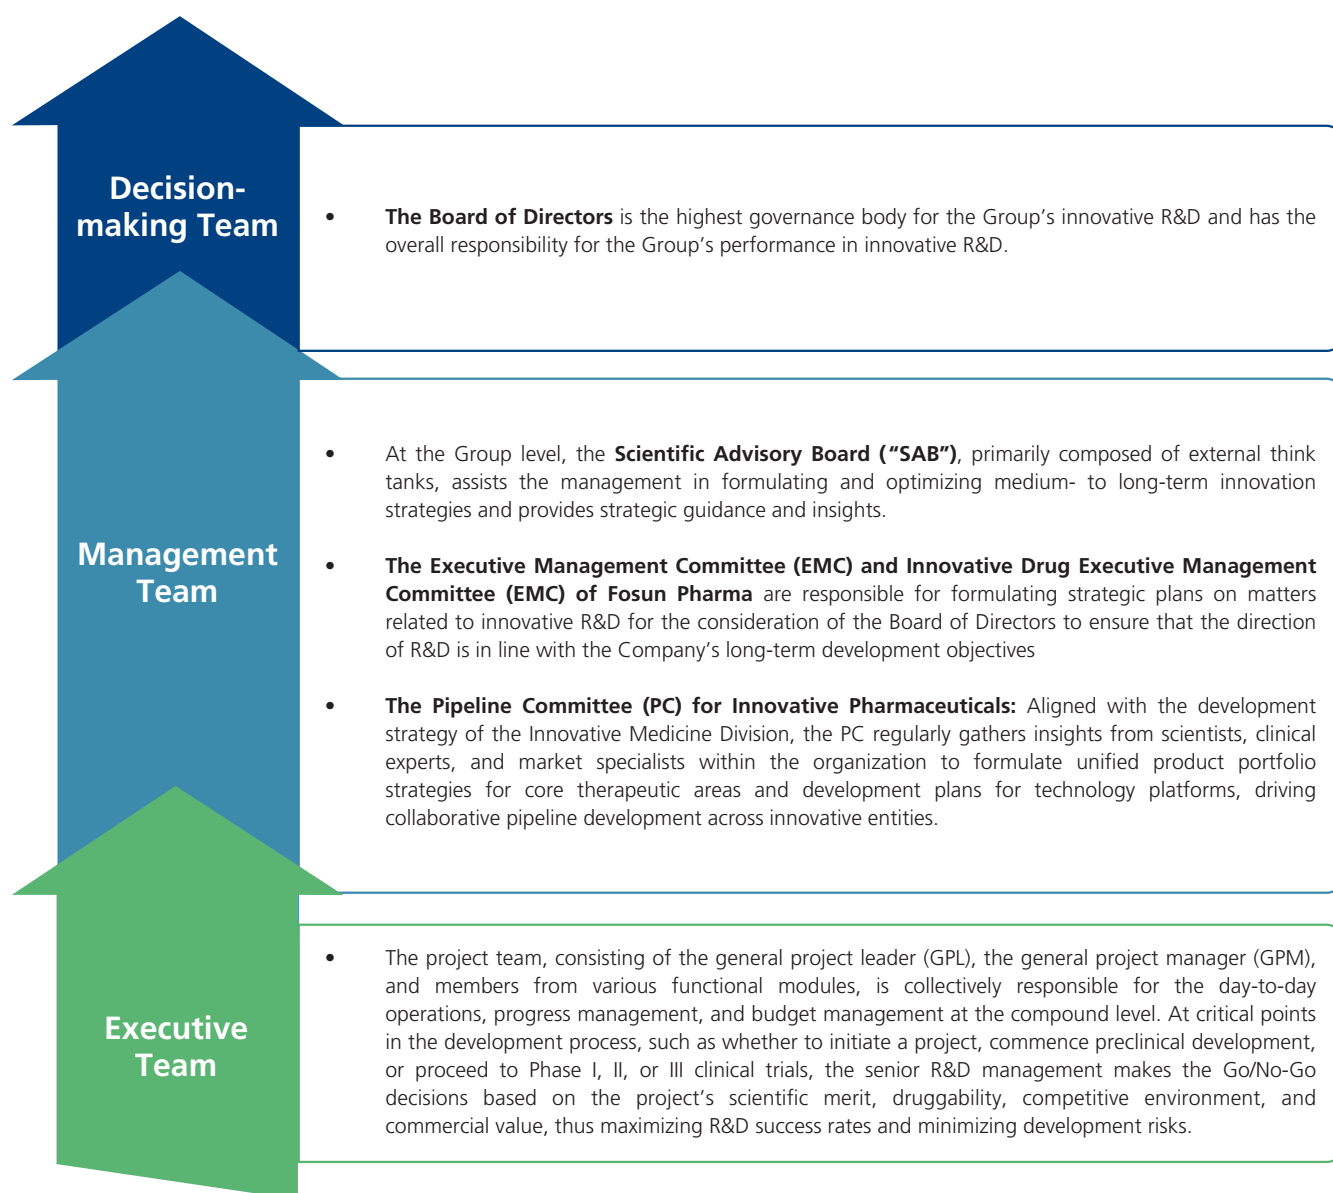 Decision-
making Team
• The Board of Directors is the highest governance body for the Group’s innovative R&D and has the
overall responsibility for the Group’s performance in innovative R&D.
Management
Team
• At the Group level, the Scientific Advisory Board (“SAB”), primarily composed of external think
tanks, assists the management in formulating and optimizing medium- to long-term innovation
strategies and provides strategic guidance and insights.
• The Executive Management Committee (EMC) and Innovative Drug Executive Management
Committee (EMC) of Fosun Pharma are responsible for formulating strategic plans on matters
related to innovative R&D for the consideration of the Board of Directors to ensure that the direction
of R&D is in line with the Company’s long-term development objectives
• The Pipeline Committee (PC) for Innovative Pharmaceuticals: Aligned with the development
strategy of the Innovative Medicine Division, the PC regularly gathers insights from scientists, clinical
experts, and market specialists within the organization to formulate unified product portfolio
strategies for core therapeutic areas and development plans for technology platforms, driving
collaborative pipeline development across innovative entities.
Executive
Team
• The project team, consisting of the general project leader (GPL), the general project manager (GPM),
and members from various functional modules, is collectively responsible for the day-to-day
operations, progress management, and budget management at the compound level. At critical points
in the development process, such as whether to initiate a project, commence preclinical development,
or proceed to Phase I, II, or III clinical trials, the senior R&D management makes the Go/No-Go
decisions based on the project’s scientific merit, druggability, competitive environment, and
commercial value, thus maximizing R&D success rates and minimizing development risks.